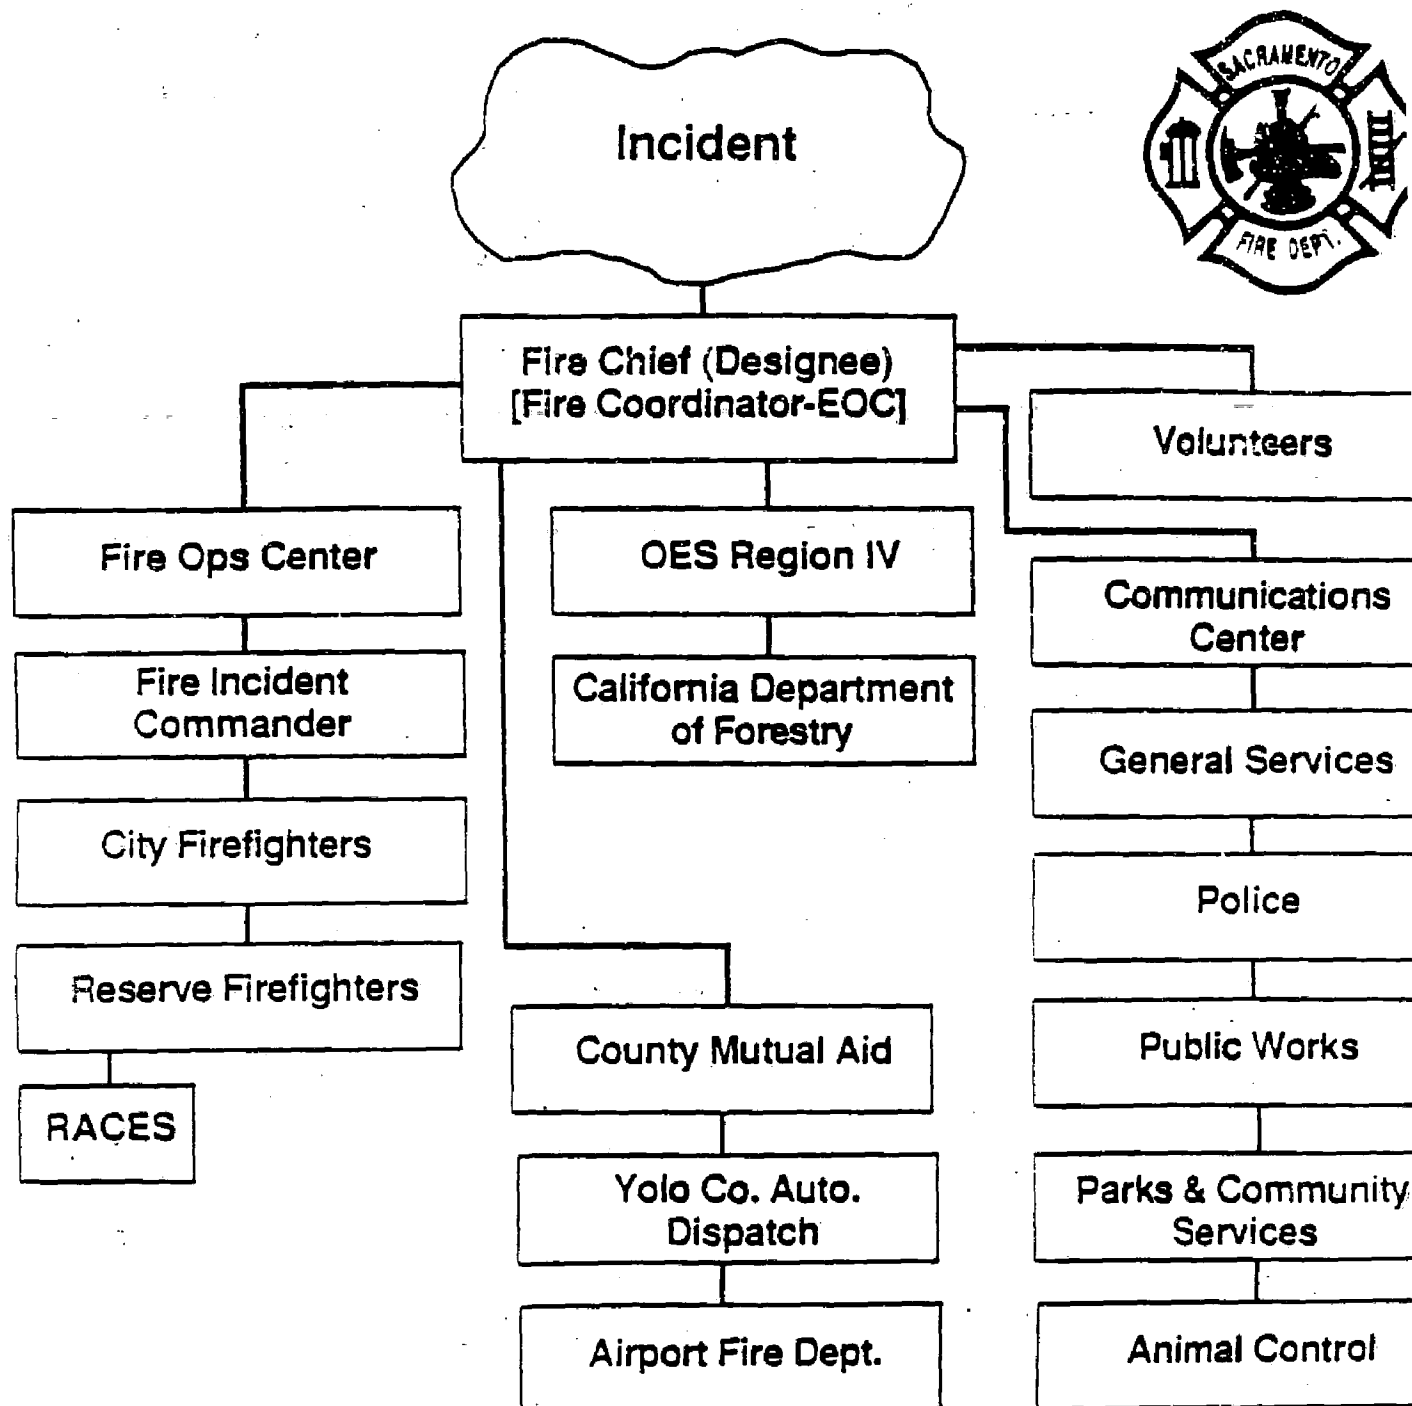 SACRAMENTO
FIRE DEPT.
Incident
Fire Chief (Designee)
[Fire Coordinator-EOC]
Volunteers
Fire Ops Center
OES Region IV
Communications
Center
Fire Incident
Commander
California Department
of Forestry
General Services
City Firefighters
Police
Reserve Firefighters
County Mutual Aid
Public Works
RACES
Yolo Co. Auto.
Dispatch
Parks & Community
Services
Airport Fire Dept.
Animal Control